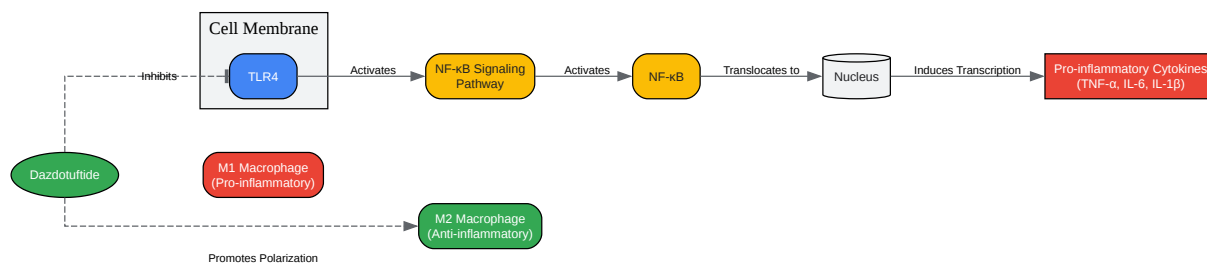 Cell Membrane
Inhibits
TLR4
Activates
NF-κB Signaling
Pathway
Activates
NF-κB
Translocates to
Nucleus
Induces Transcription
Pro-inflammatory Cytokines
(TNF-α, IL-6, IL-1β)
Dazdotuftide
M1 Macrophage
(Pro-inflammatory)
M2 Macrophage
(Anti-inflammatory)
Promotes Polarization